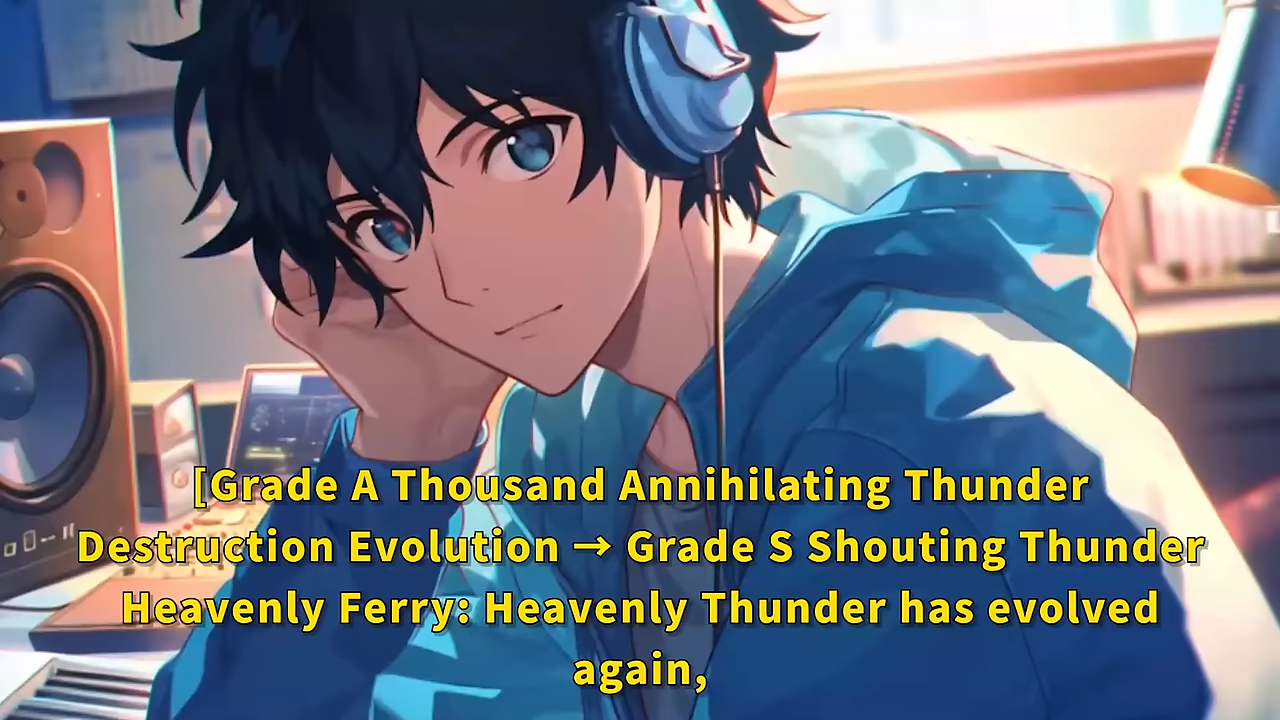 [Grade A Thousand Annihilating Thunder
Destruction Evolution → Grade S Shouting Thunder
Heavenly Ferry: Heavenly Thunder has evolved
again,